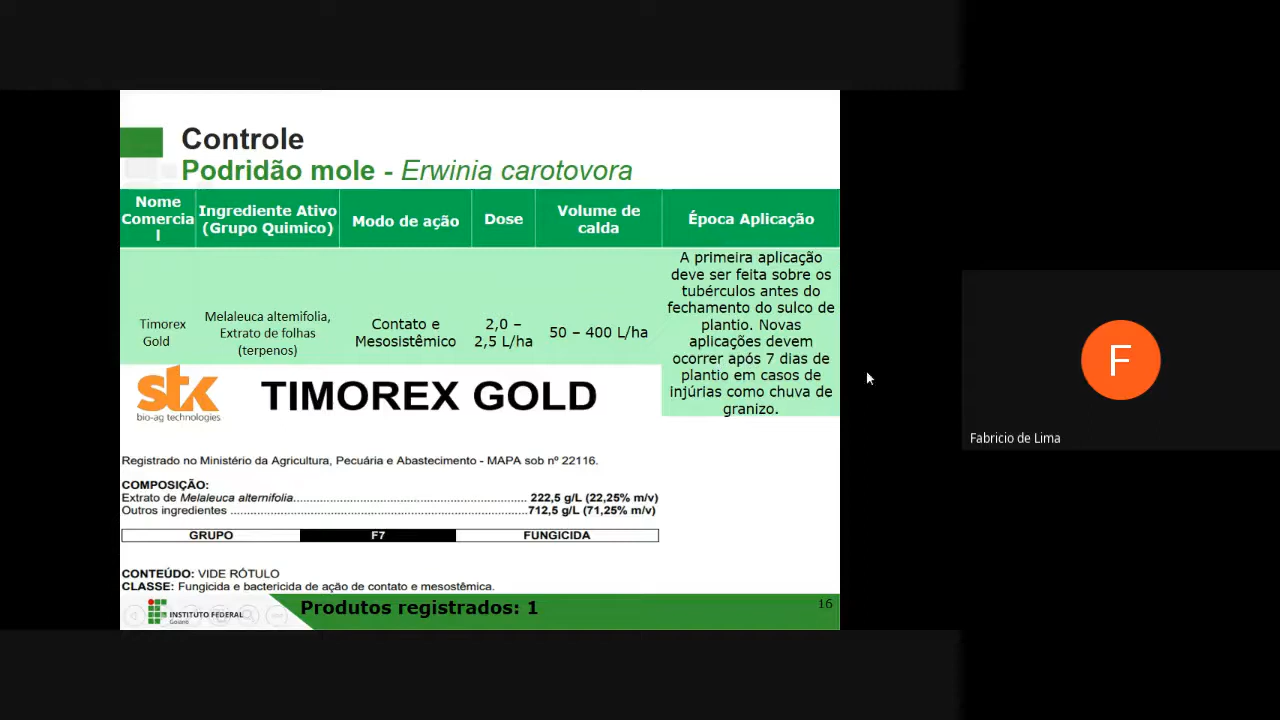 Controle
Podridão mole - Erwinia carotovora
Nome
Comercia
l
Ingrediente Ativo
(Grupo Quimico)
Modo de ação
Dose
Volume de
calda
Época Aplicação
Timorex
Gold
Melaleuca altemifolia,
Extrato de folhas
(terpenos)
Contato e
Mesosistêmico
2,0 –
2,5 L/ha
50 – 400 L/ha
A primeira aplicação
deve ser feita sobre os
tubérculos antes do
fechamento do sulco de
plantio. Novas
aplicações devem
ocorrer após 7 dias de
plantio em casos de
injúrias como chuva de
granizo.
stk
bio-ag technologies
TIMOREX GOLD
Registrado no Ministério da Agricultura, Pecuária e Abastecimento - MAPA sob nº 22116.
COMPOSIÇÃO:
Extrato de Melaleuca alternifolia.......................................................................... 222,5 g/L (22,25% m/v)
Outros ingredientes ...........................................................................................712,5 g/L (71,25% m/v)
GRUPO F7 FUNGICIDA
CONTEÚDO: VIDE RÓTULO
CLASSE: Fungicida e bactericida de ação de contato e mesostêmica.
INSTITUTO FEDERAL
Goiano
Produtos registrados: 1
16
F
Fabricio de Lima